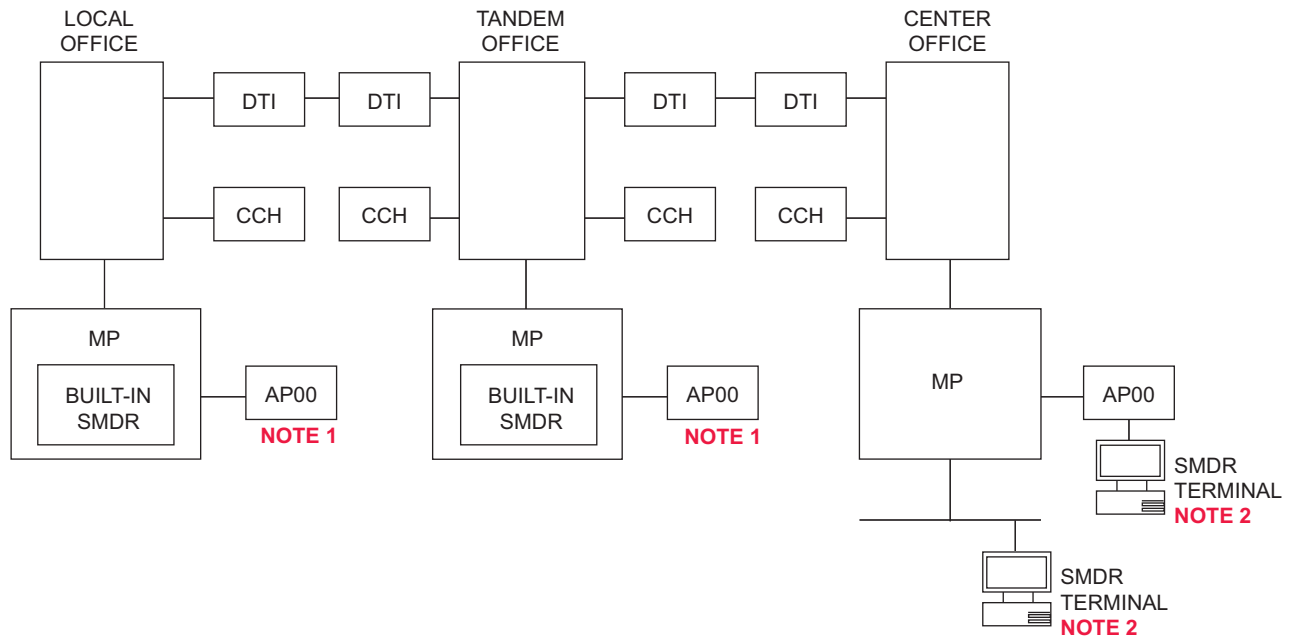 LOCAL
OFFICE
TANDEM
OFFICE
CENTER
OFFICE
DTI
DTI
DTI
DTI
CCH
CCH
CCH
CCH
MP
BUILT-IN
SMDR
AP00
NOTE 1
MP
BUILT-IN
SMDR
AP00
NOTE 1
MP
AP00
SMDR
TERMINAL
NOTE 2
SMDR
TERMINAL
NOTE 2